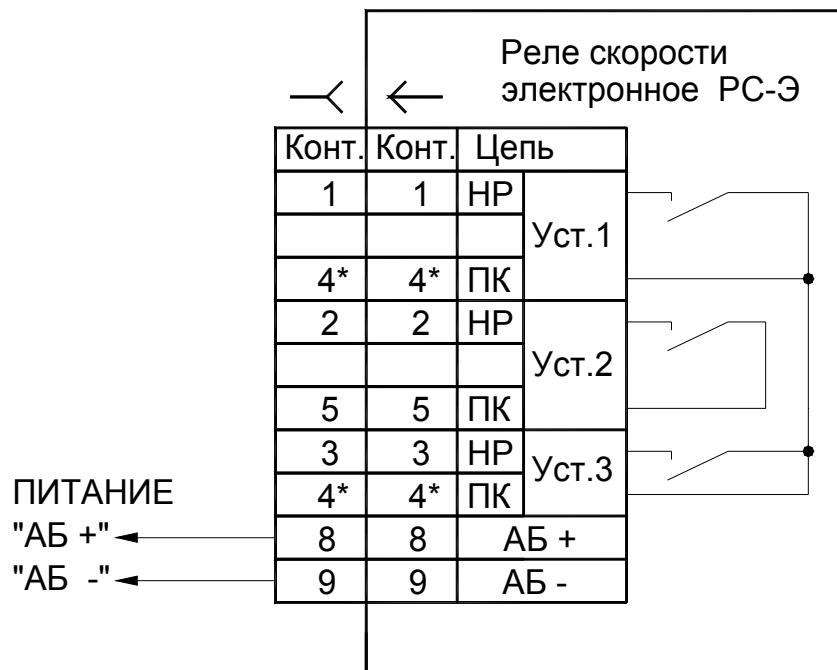 Реле скорости
электронное РС-Э
Конт. Конт. Цепь
1 1 НР
Уст.1
4* 4* ПК
2 2 НР
Уст.2
5 5 ПК
3 3 НР
Уст.3
4* 4* ПК
ПИТАНИЕ
"АБ +" 8 8 АБ +
"АБ -" 9 9 АБ -